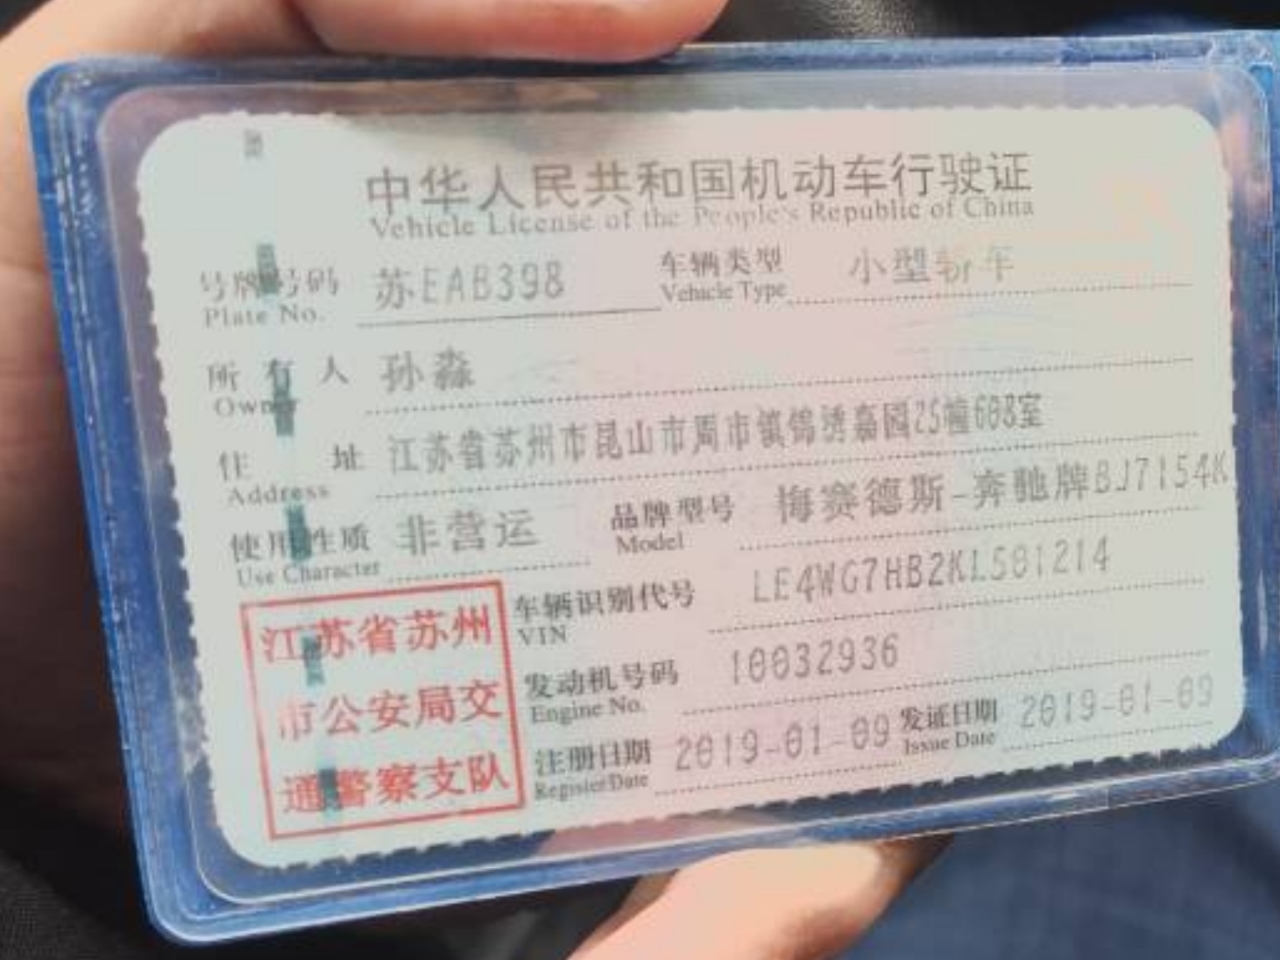 中华人民共和国机动车行驶证
Vehicle License of the People's Republic of China
号牌号码 苏EAB398 车辆类型 小型轿车
Plate No. Vehicle Type
所有人 孙淼
Owner
住址 江苏省苏州市昆山市周市镇锦绣嘉园25幢608室
Address
使用性质 非营运 品牌型号 梅赛德斯-奔驰牌BJ7154K
Use Character Model
江苏省苏州
市公安局交
通警察支队
车辆识别代号 LE4WG7HB2KL581214
VIN
发动机号码 10032936
Engine No.
注册日期 2019-01-09 发证日期 2019-01-09
Register Date Issue Date